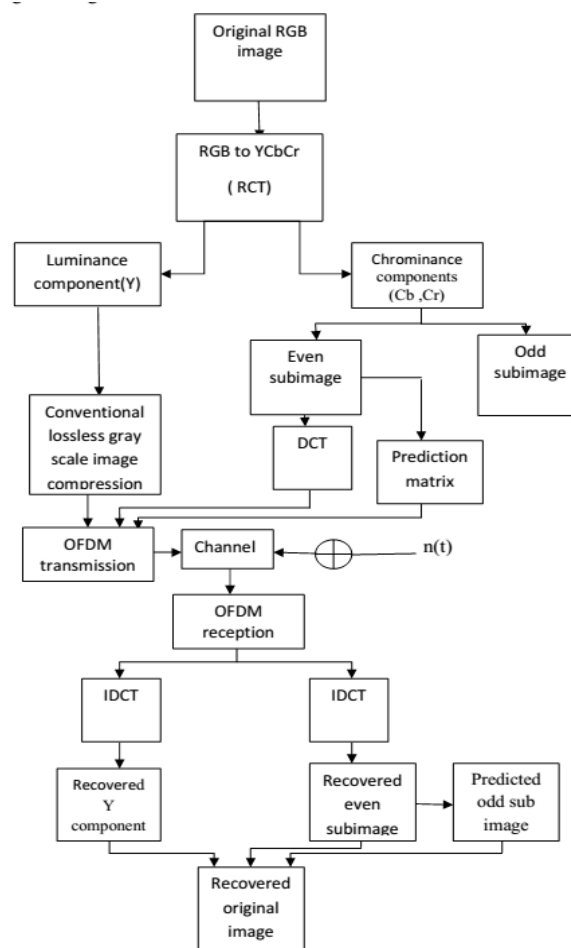 Original RGB
image
RGB to YCbCr
( RCT)
Luminance
component(Y)
Chrominance
components
(Cb ,Cr)
Even
subimage
Odd
subimage
Conventional
lossless gray
scale image
compression
DCT
Prediction
matrix
OFDM
transmission
Channel
n(t)
OFDM
reception
IDCT
IDCT
Recovered
Y
component
Recovered
even
subimage
Predicted
odd sub
image
Recovered
original
image